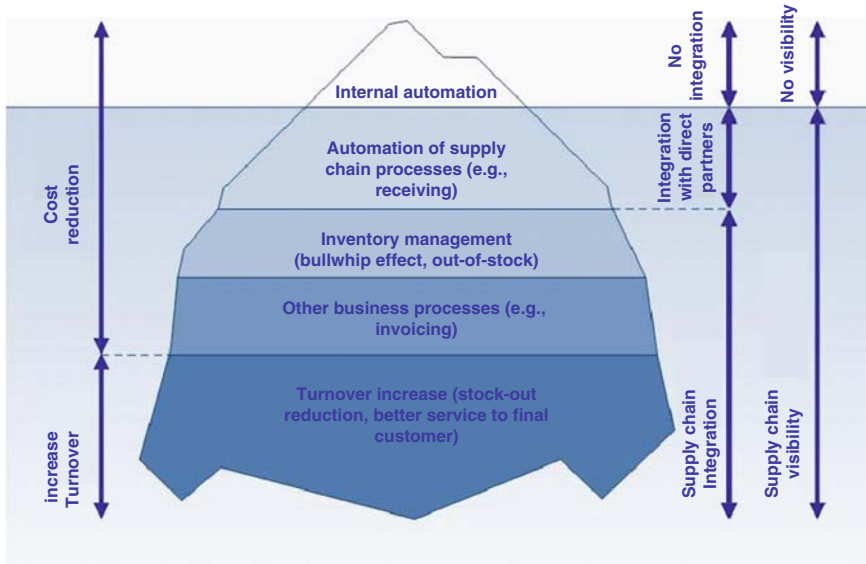 Internal automation
Automation of supply
chain processes (e.g.,
receiving)
Inventory management
(bullwhip effect, out-of-stock)
Other business processes (e.g.,
invoicing)
Turnover increase (stock-out
reduction, better service to final
customer)
Cost
reduction
increase
Turnover
No
integration
Integration
with direct
partners
Supply chain
Integration
No visibility
Supply chain
visibility